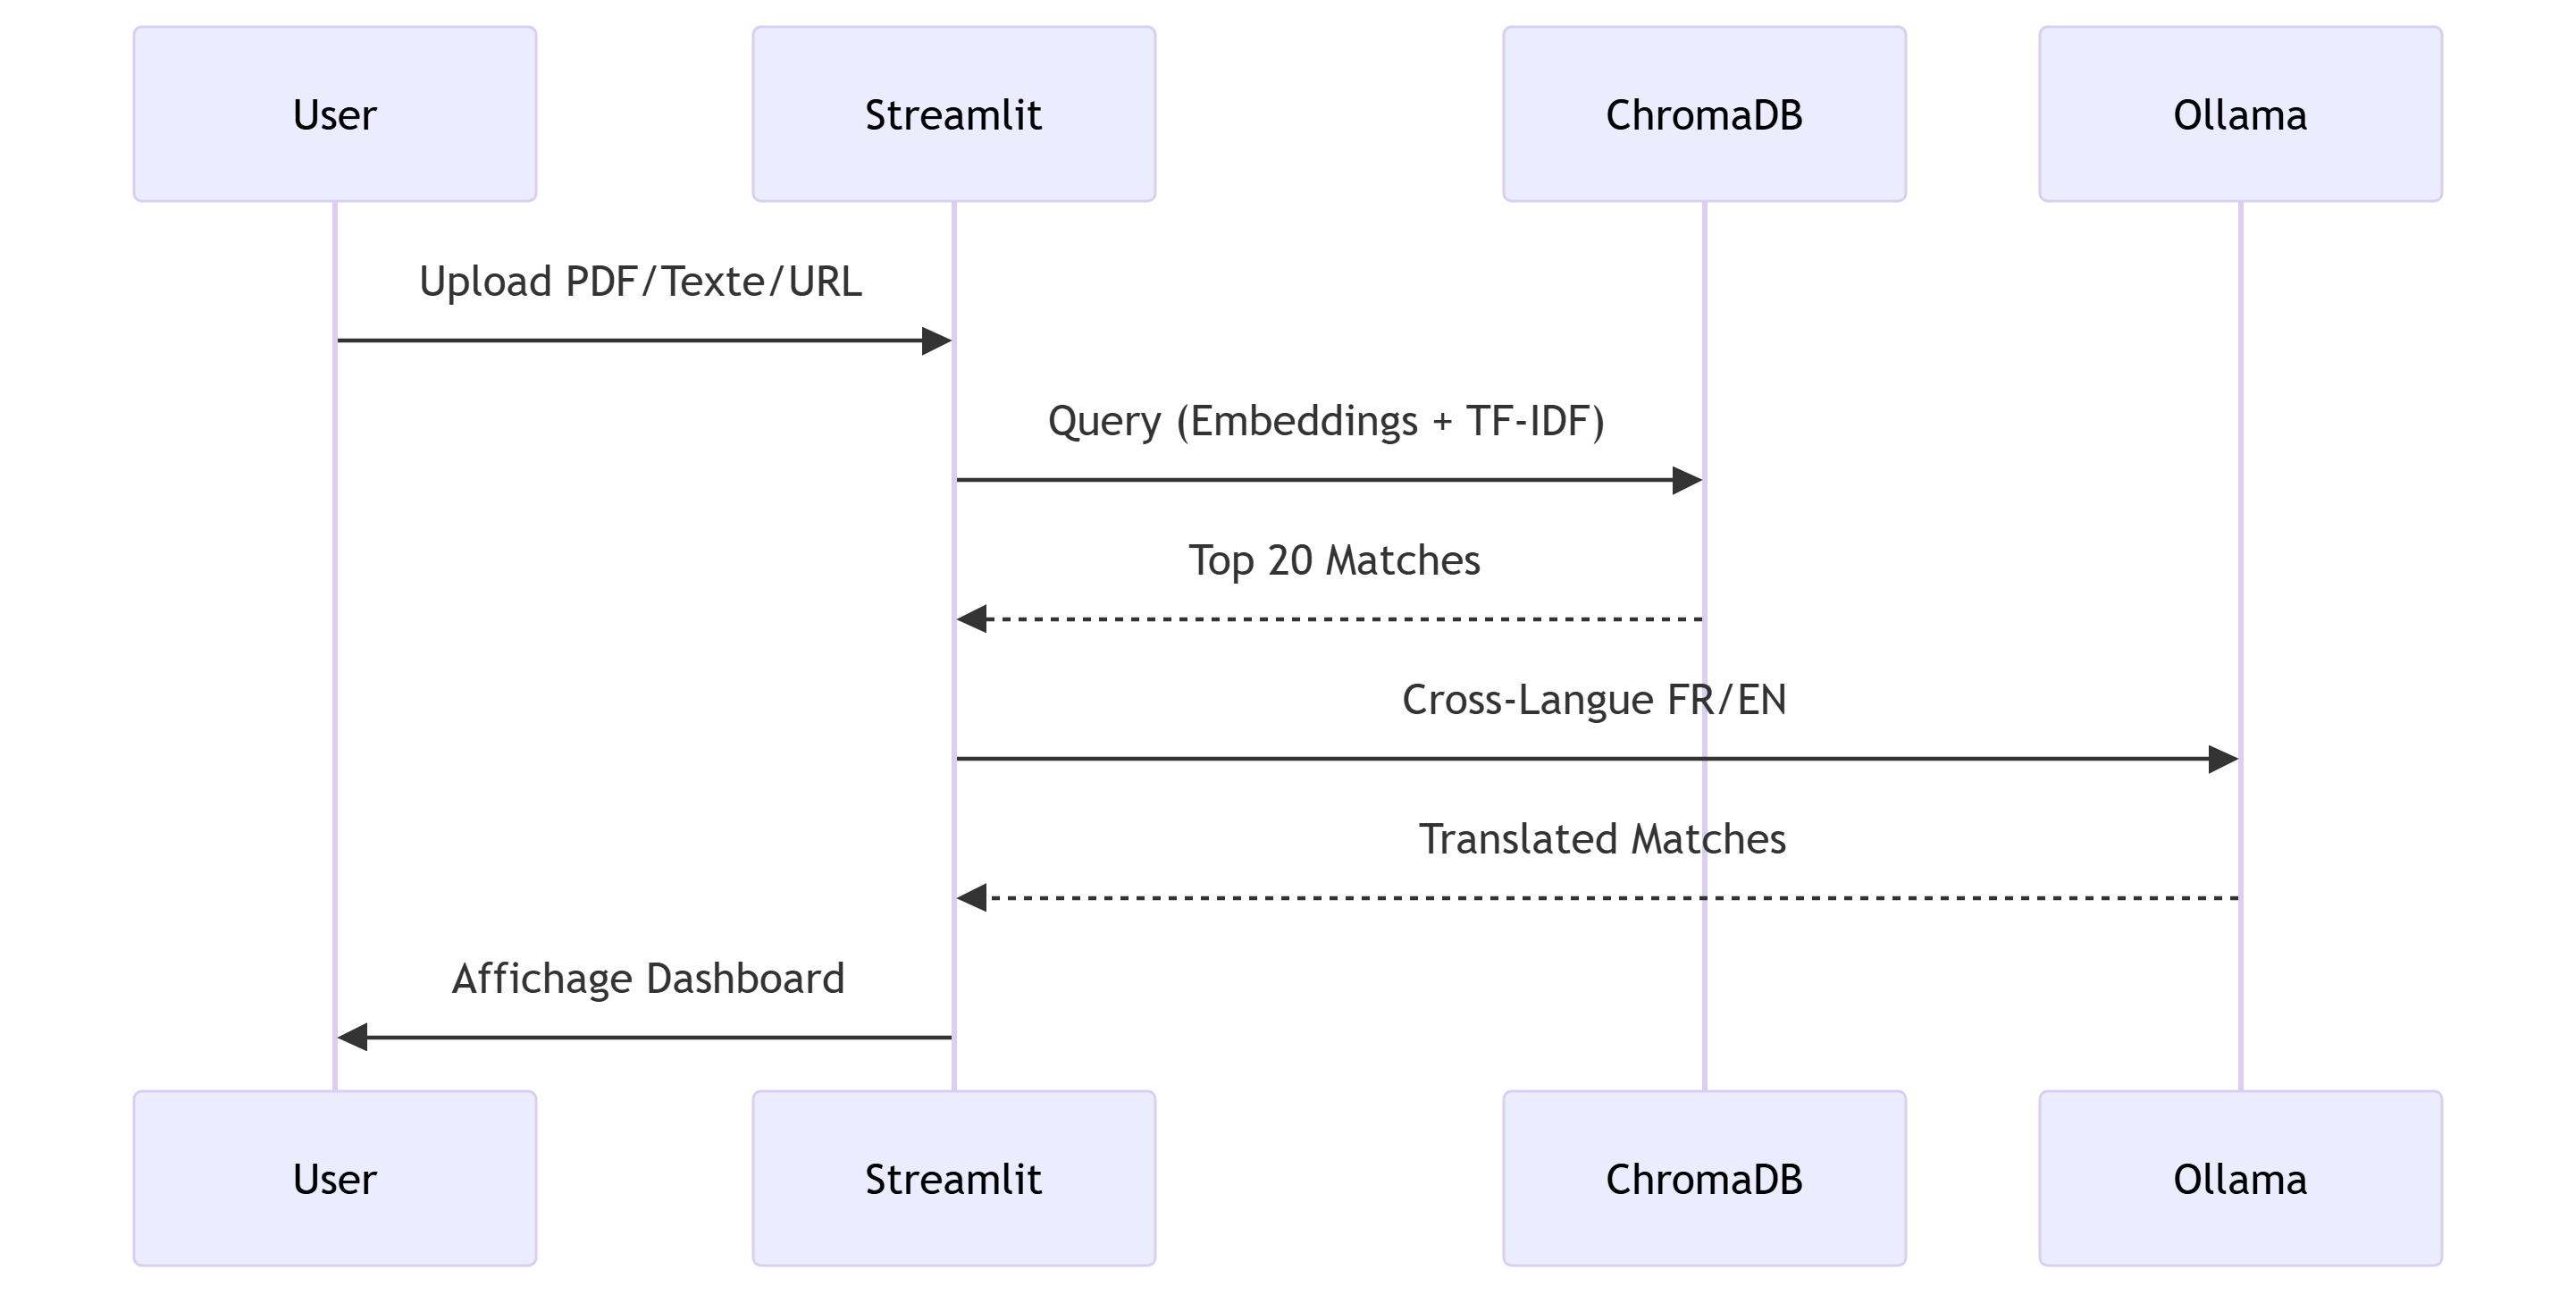 User
Streamlit
ChromaDB
Ollama
Upload PDF/Texte/URL
Query (Embeddings + TF-IDF)
Top 20 Matches
Cross-Langue FR/EN
Translated Matches
Affichage Dashboard
User
Streamlit
ChromaDB
Ollama